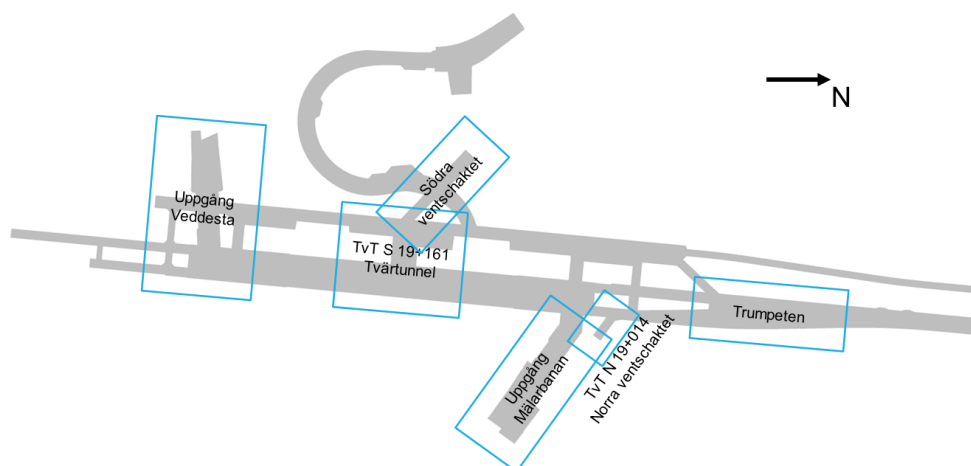 N
Södra
ventschaktet
Uppgång
Veddesta
TvT S 19+161
Tvärtunnel
Trumpeten
Uppgång
Mälarbanan
TvT N 19+014
Norra ventschaktet